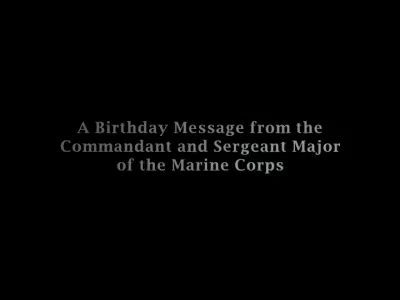 A Birthday Message from the
Commandant and Sergeant Major
of the Marine Corps